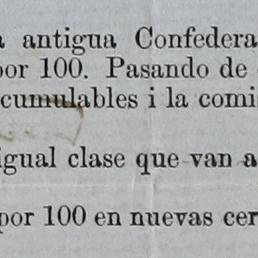 antigua Confedera
por 100. Pasando de
cumulables i la comi
igual clase que van a
por 100 en nuevas cer